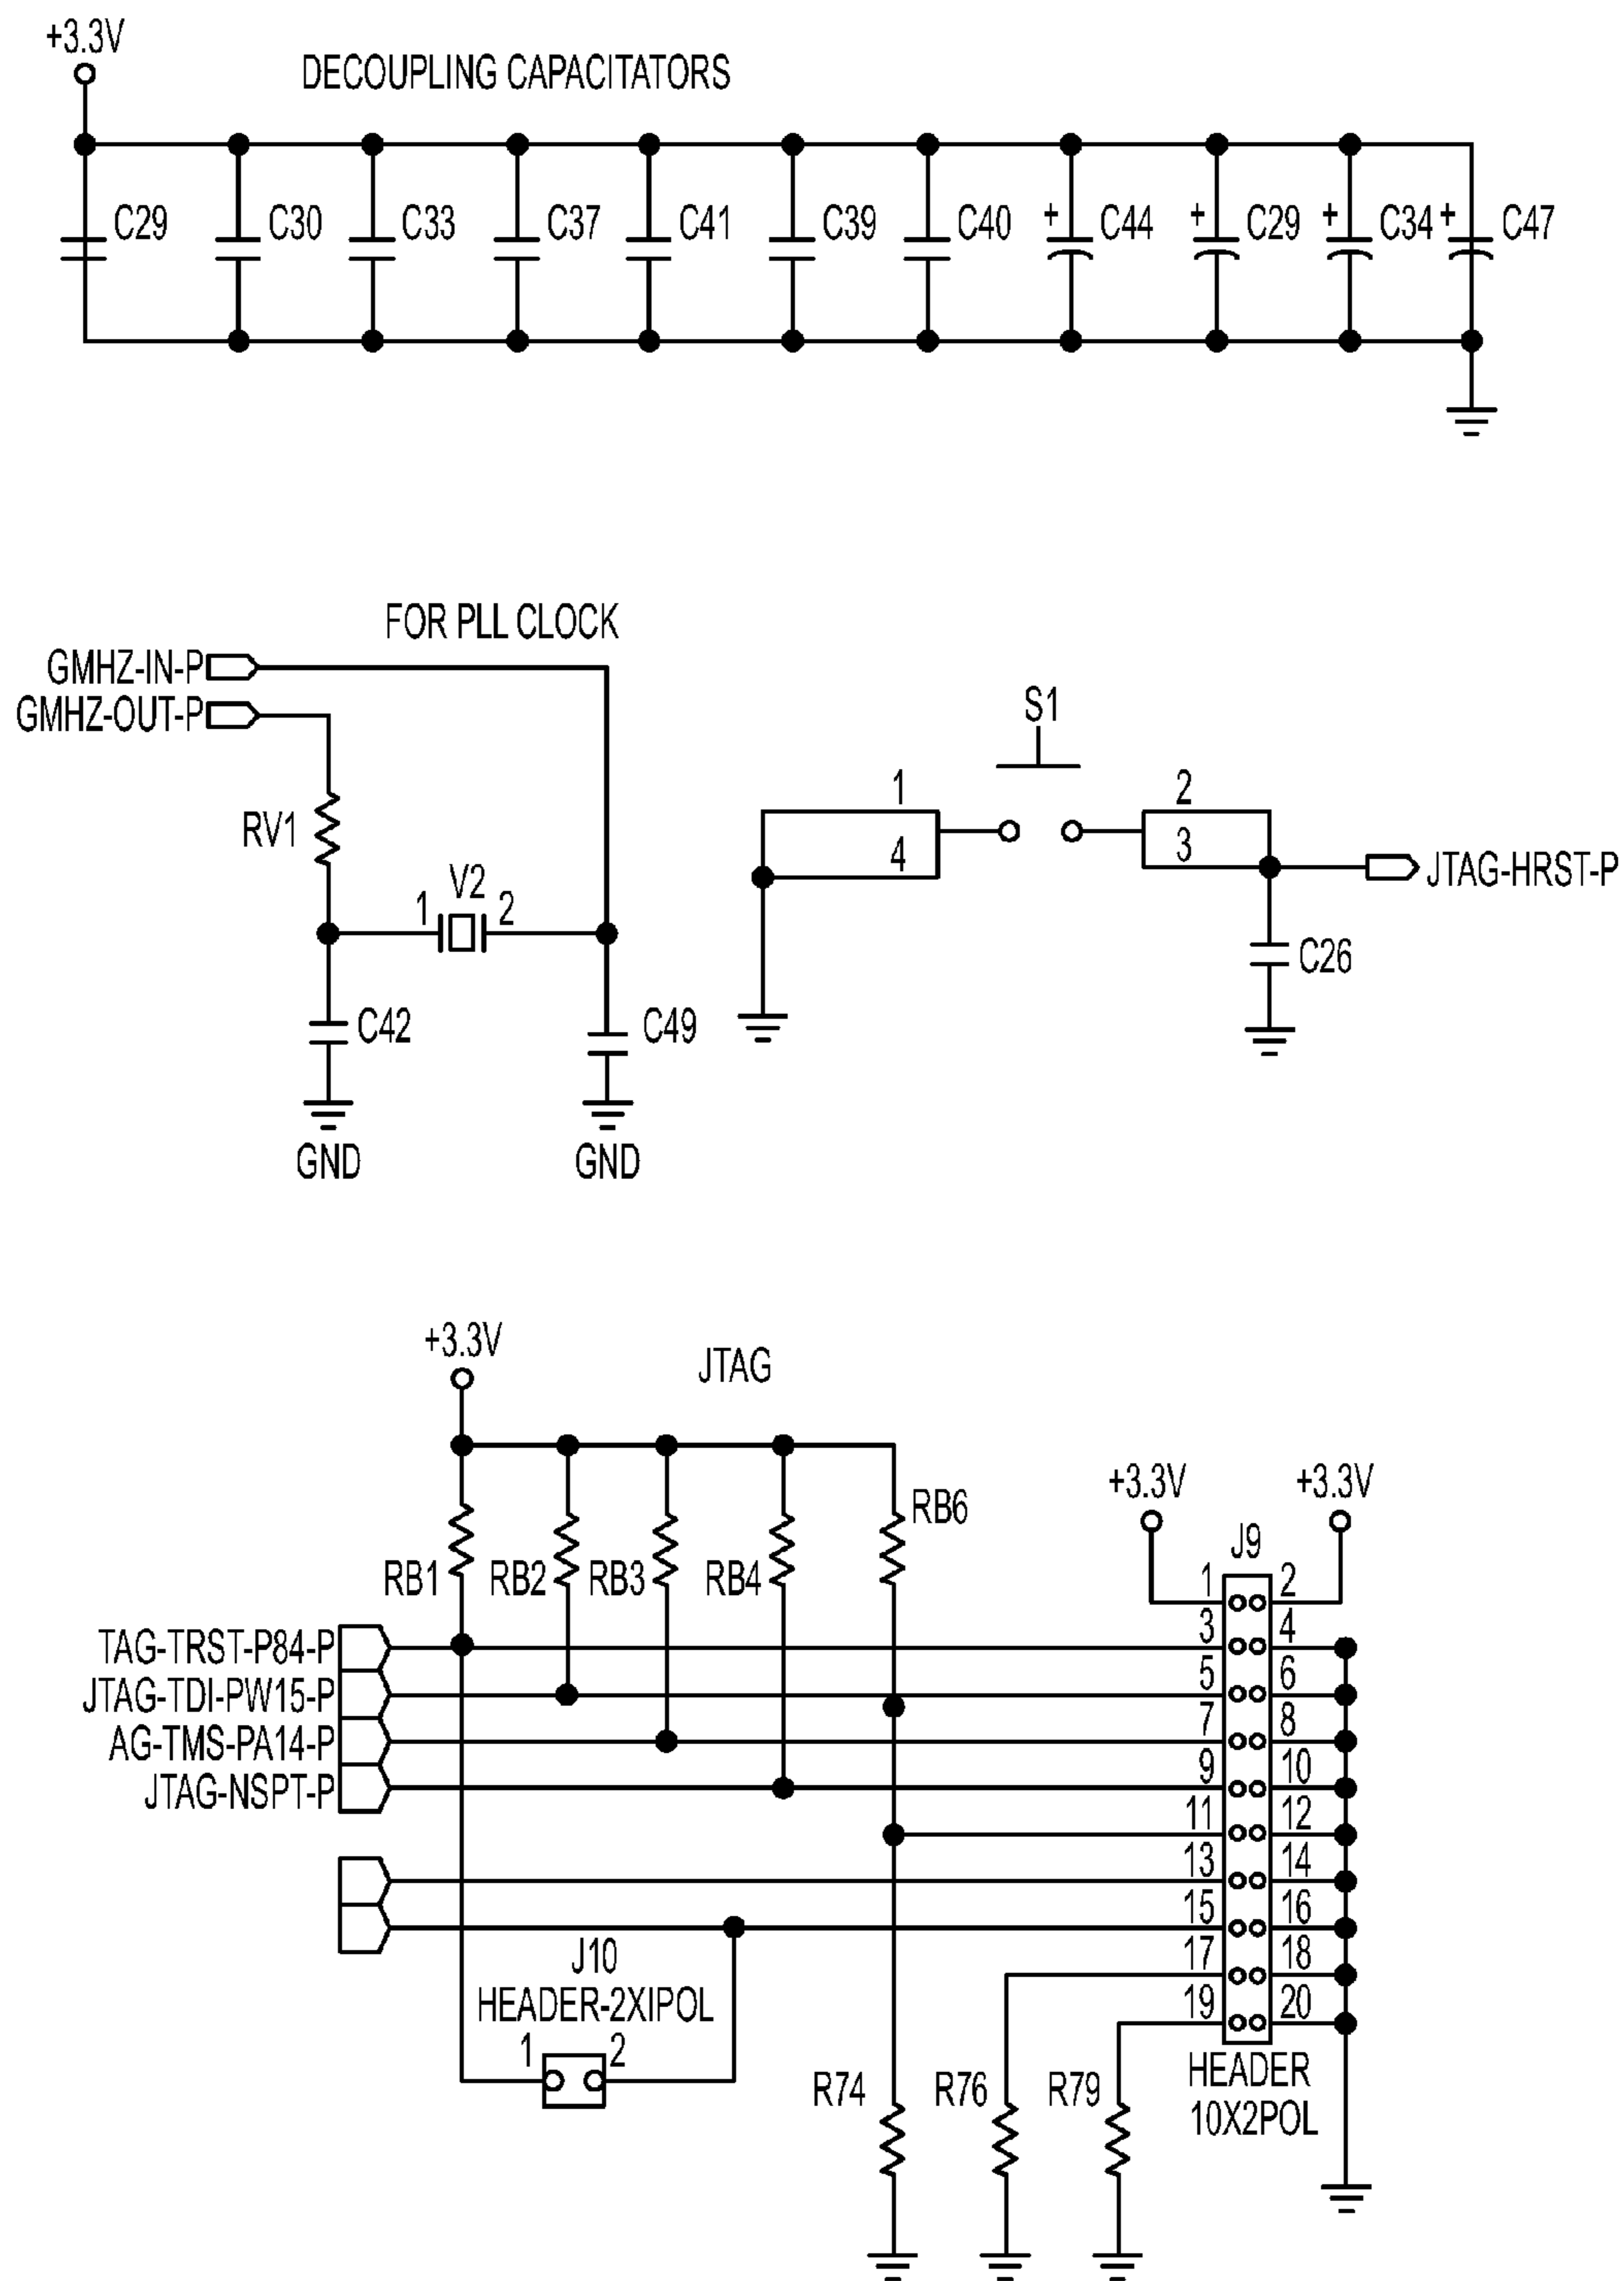 +3.3V
DECOUPLING CAPACITATORS
C29 C30 C33 C37 C41 C39 C40 + C44 + C29 + C34 + C47
FOR PLL CLOCK
GMHZ-IN-P
GMHZ-OUT-P
S1
1 2
RV1
4 3
JTAG-HRST-P
V2
1 2
C26
C42 C49
GND GND
+3.3V
JTAG
+3.3V +3.3V
RB6
J9
RB1 RB2 RB3 RB4
1 2
3 4
TAG-TRST-P84-P
5 6
JTAG-TDI-PW15-P
7 8
AG-TMS-PA14-P
9 10
JTAG-NSPT-P
11 12
13 14
15 16
J10
17 18
HEADER-2XIPOL
19 20
1 2
HEADER
10X2POL
R74 R76 R79